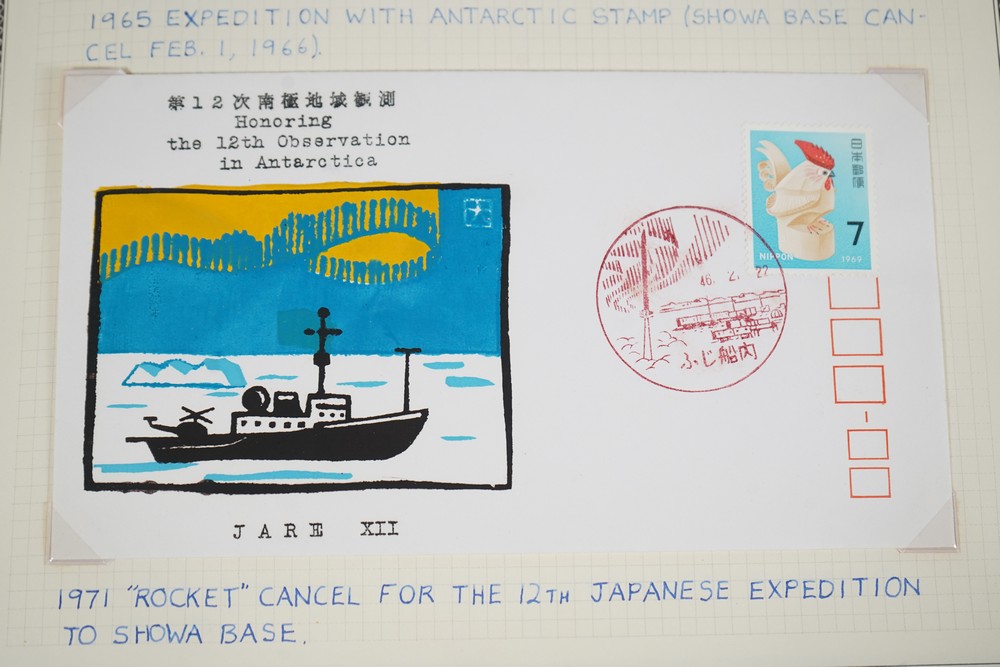 1965 EXPEDITION WITH ANTARCTIC STAMP (SHOWA BASE CAN-
CEL FEB. 1, 1966).
第12次南極地域観測
Honoring
the 12th Observation
in Antarctica
日本郵便
7
NIPPON 1969
46. 2. 22
ふじ船内
JARE XII
1971 "ROCKET" CANCEL FOR THE 12TH JAPANESE EXPEDITION
TO SHOWA BASE.